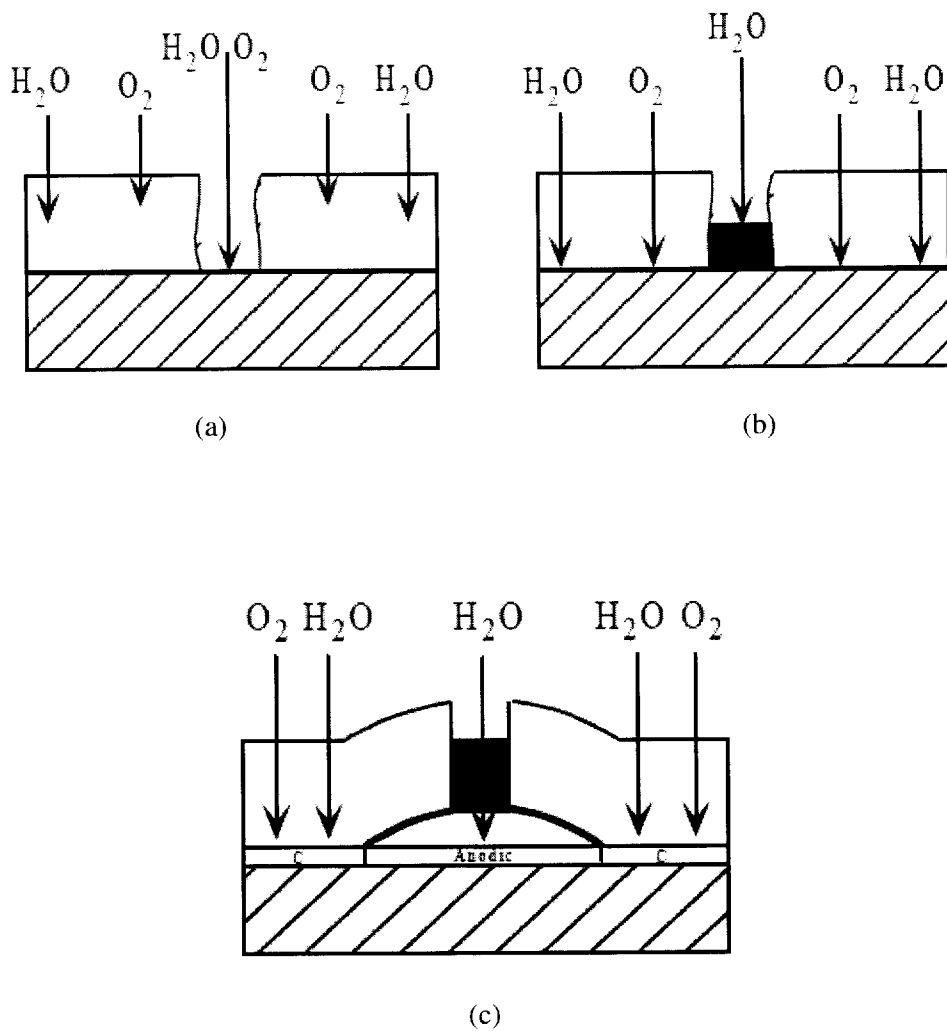 H₂O O₂ H₂O O₂ O₂ H₂O
H₂O O₂ H₂O O₂ H₂O
(a) (b)
O₂ H₂O H₂O H₂O O₂
C Anodic C
(c)